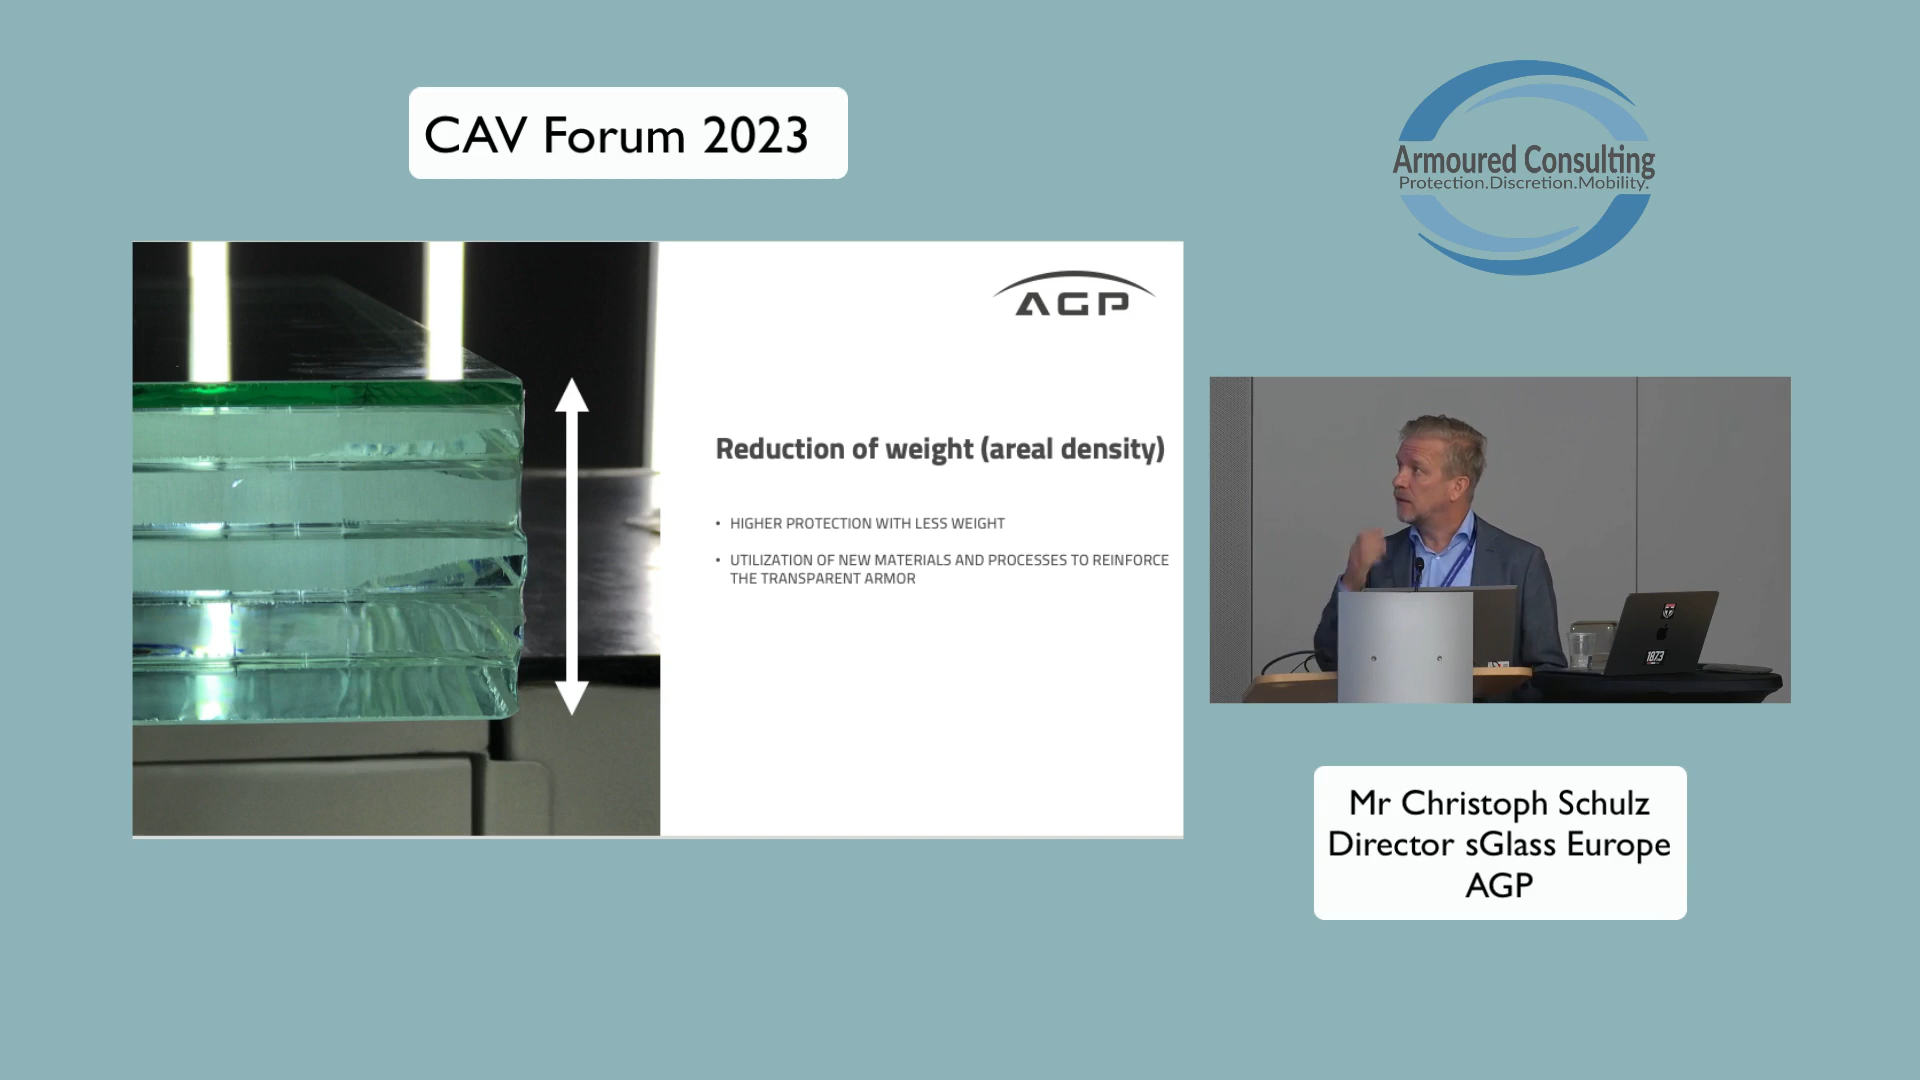 CAV Forum 2023
Armoured Consulting
Protection.Discretion.Mobility.
AGP
Reduction of weight (areal density)
• HIGHER PROTECTION WITH LESS WEIGHT
• UTILIZATION OF NEW MATERIALS AND PROCESSES TO REINFORCE
THE TRANSPARENT ARMOR
1873
Mr Christoph Schulz
Director sGlass Europe
AGP